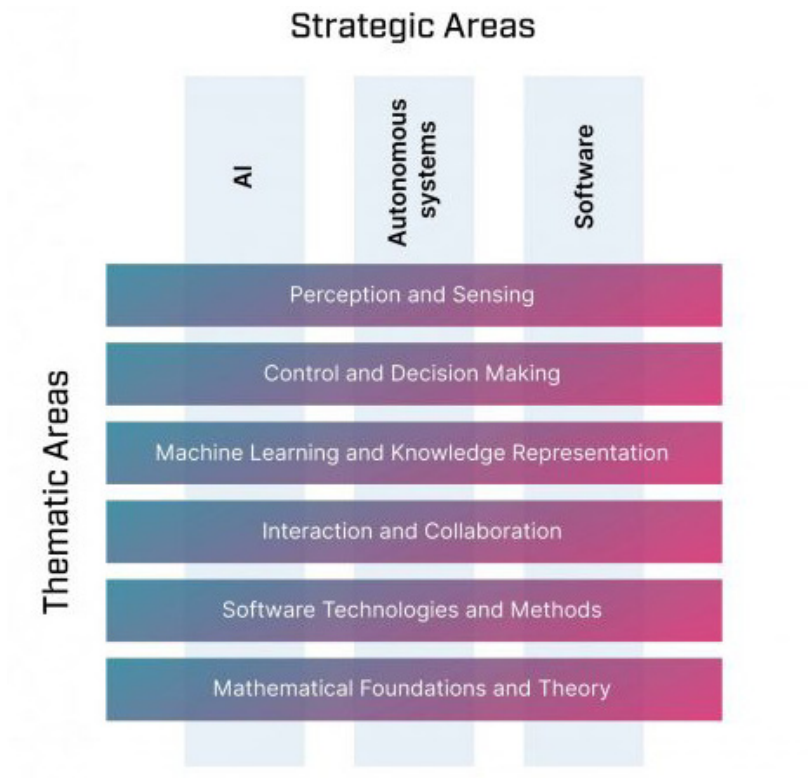 Strategic Areas
AI
Autonomous
systems
Software
Thematic Areas
Perception and Sensing
Control and Decision Making
Machine Learning and Knowledge Representation
Interaction and Collaboration
Software Technologies and Methods
Mathematical Foundations and Theory